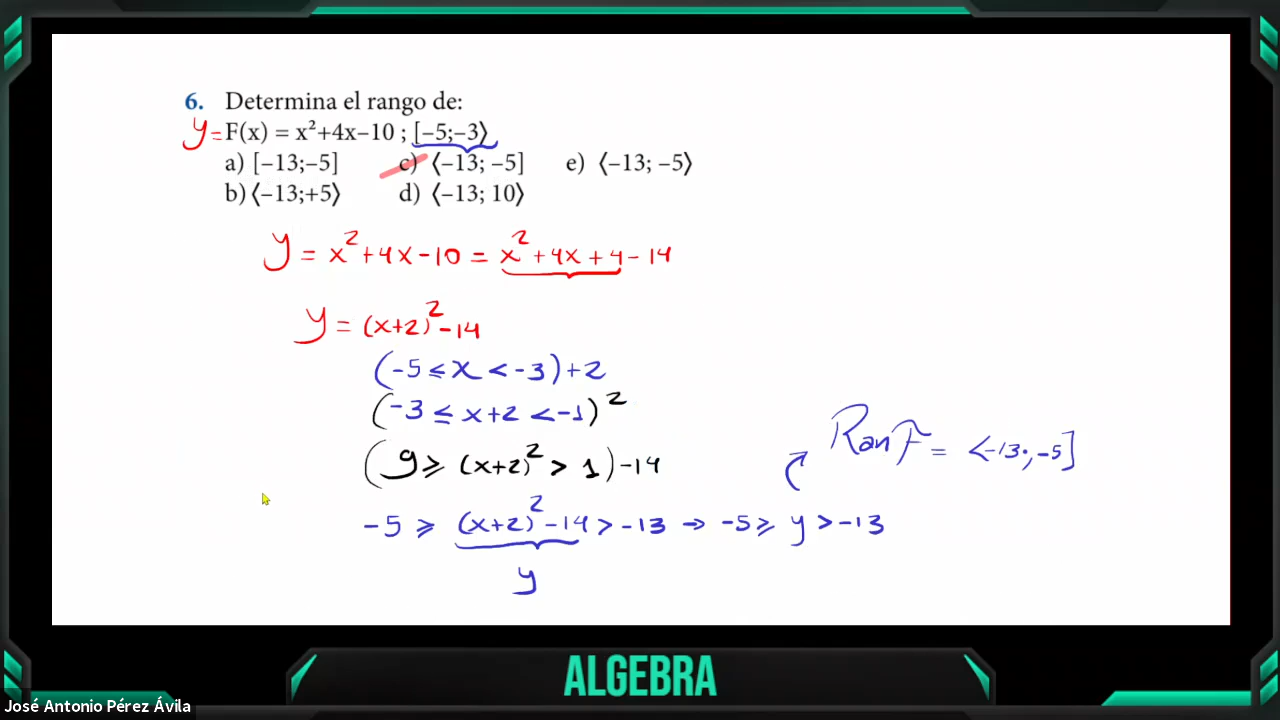 6. Determina el rango de:
y = F(x) = x²+4x–10 ; [–5;–3⟩
a) [–13;–5] c) ⟨–13; –5] e) ⟨–13; –5⟩
b) ⟨–13;+5⟩ d) ⟨–13; 10⟩
y = x² + 4x - 10 = x² + 4x + 4 - 14
y = (x+2)² - 14
(-5 ≤ x < -3) + 2
(-3 ≤ x+2 < -1)²
(9 ≥ (x+2)² > 1) - 14
Ran F = <-13; -5]
-5 ≥ (x+2)² - 14 > -13 → -5 ≥ y > -13
y
ALGEBRA
José Antonio Pérez Ávila